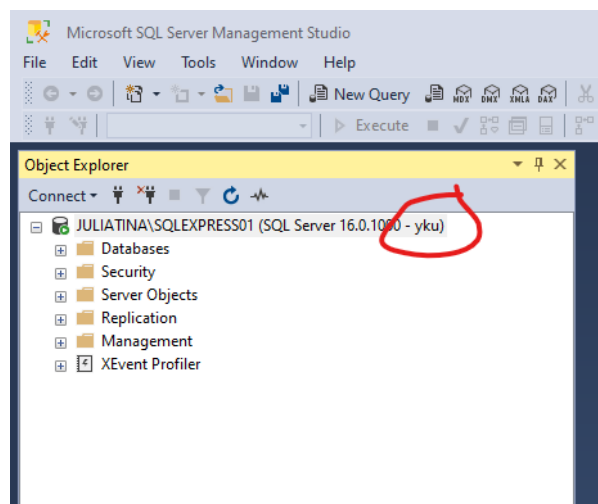 Microsoft SQL Server Management Studio
File Edit View Tools Window Help
New Query MDX DMX XMLA DAX
Execute
Object Explorer
Connect
JULIATINA\SQLEXPRESS01 (SQL Server 16.0.1000 - yku)
Databases
Security
Server Objects
Replication
Management
XEvent Profiler